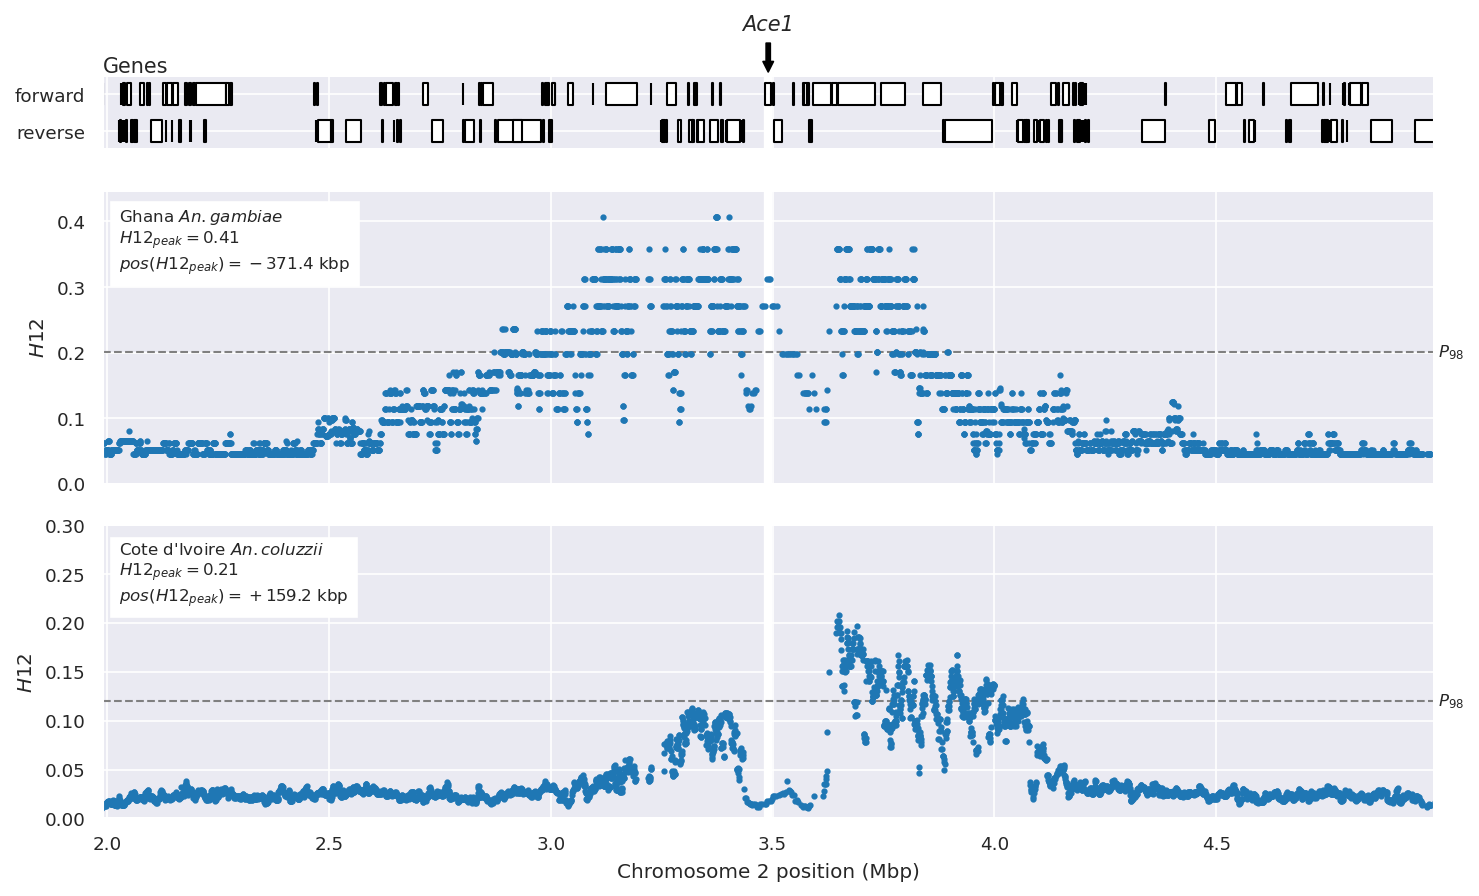 Ace1
Genes
forward
reverse
0.4
0.3
0.2
0.1
0.0
H12
Ghana An. gambiae
H12peak = 0.41
pos(H12peak) = −371.4 kbp
P98
0.30
0.25
0.20
0.15
0.10
0.05
0.00
H12
Cote d'Ivoire An. coluzzii
H12peak = 0.21
pos(H12peak) = +159.2 kbp
P98
2.0 2.5 3.0 3.5 4.0 4.5
Chromosome 2 position (Mbp)